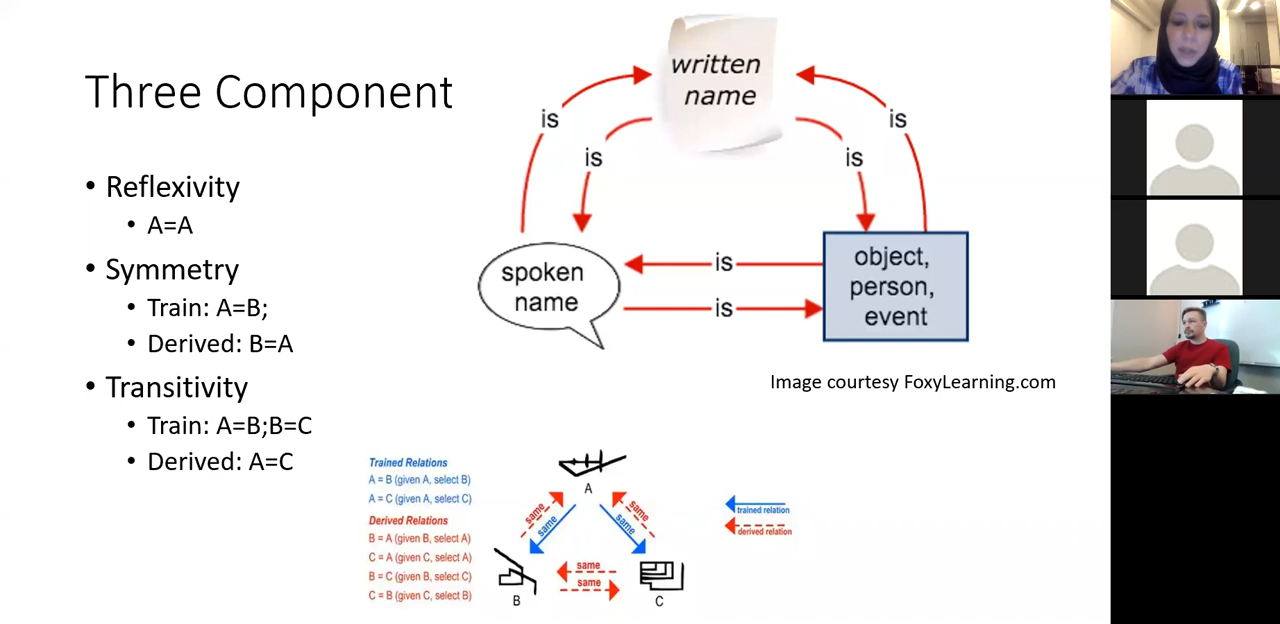 Three Component
• Reflexivity
• A=A
• Symmetry
• Train: A=B;
• Derived: B=A
• Transitivity
• Train: A=B;B=C
• Derived: A=C
written
name
is
is
is
is
spoken
name
is
is
object,
person,
event
Image courtesy FoxyLearning.com
Trained Relations
A = B (given A, select B)
A = C (given A, select C)
Derived Relations
B = A (given B, select A)
C = A (given C, select A)
B = C (given B, select C)
C = B (given C, select B)
A
same
same
same
same
same
same
B
C
trained relation
derived relation